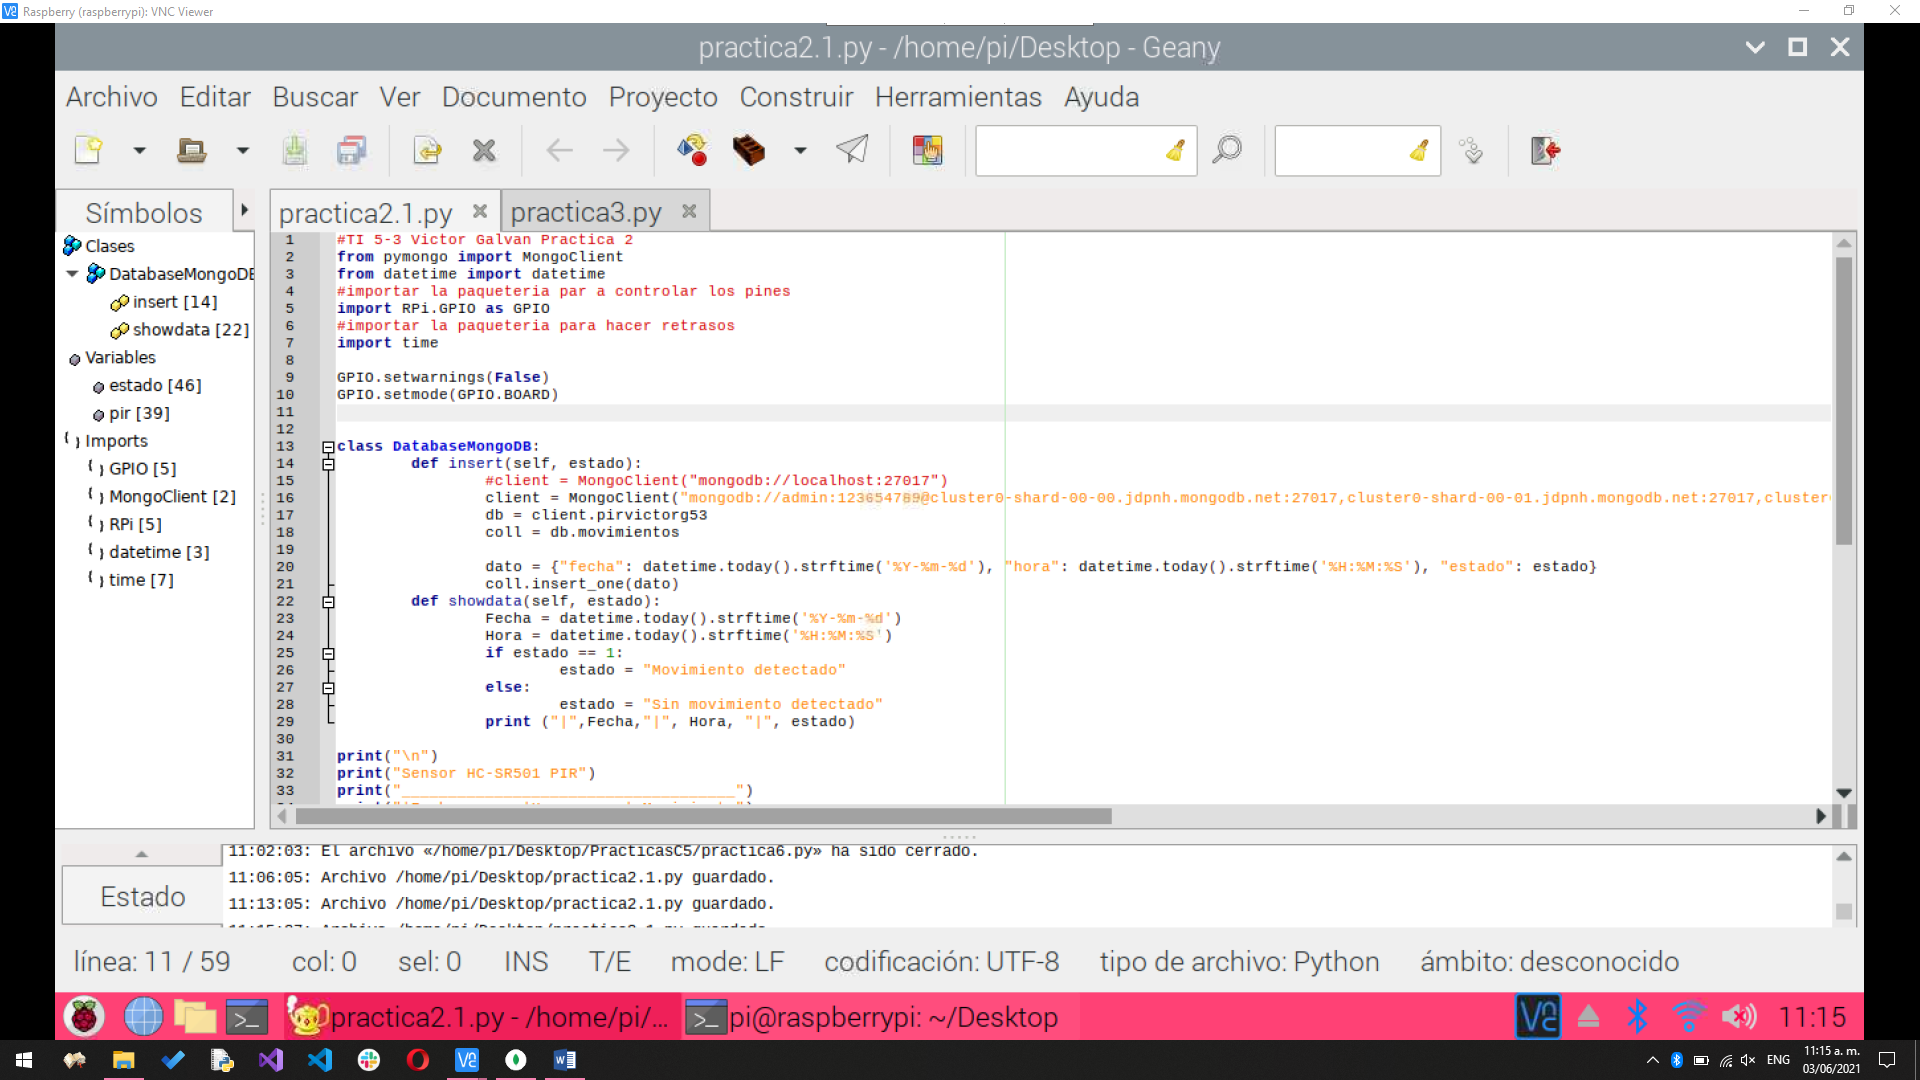 Raspberry (raspberrypi): VNC Viewer
practica2.1.py - /home/pi/Desktop - Geany
Archivo Editar Buscar Ver Documento Proyecto Construir Herramientas Ayuda
Símbolos
practica2.1.py
practica3.py
Clases
DatabaseMongoDB
insert [14]
showdata [22]
Variables
estado [46]
pir [39]
Imports
GPIO [5]
MongoClient [2]
RPi [5]
datetime [3]
time [7]
1 #TI 5-3 Victor Galvan Practica 2
2 from pymongo import MongoClient
3 from datetime import datetime
4 #importar la paqueteria par a controlar los pines
5 import RPi.GPIO as GPIO
6 #importar la paqueteria para hacer retrasos
7 import time
8
9 GPIO.setwarnings(False)
10 GPIO.setmode(GPIO.BOARD)
11
12
13 class DatabaseMongoDB:
14 def insert(self, estado):
15 #client = MongoClient("mongodb://localhost:27017")
16 client = MongoClient("mongodb://admin:123654789@cluster0-shard-00-00.jdpnh.mongodb.net:27017,cluster0-shard-00-01.jdpnh.mongodb.net:27017,cluster
17 db = client.pirvictorg53
18 coll = db.movimientos
19
20 dato = {"fecha": datetime.today().strftime('%Y-%m-%d'), "hora": datetime.today().strftime('%H:%M:%S'), "estado": estado}
21 coll.insert_one(dato)
22 def showdata(self, estado):
23 Fecha = datetime.today().strftime('%Y-%m-%d')
24 Hora = datetime.today().strftime('%H:%M:%S')
25 if estado == 1:
26 estado = "Movimiento detectado"
27 else:
28 estado = "Sin movimiento detectado"
29 print ("|",Fecha,"|", Hora, "|", estado)
30
31 print("\n")
32 print("Sensor HC-SR501 PIR")
33 print("____________________________________")
Estado
11:02:03: El archivo «/home/pi/Desktop/PracticasC5/practica6.py» ha sido cerrado.
11:06:05: Archivo /home/pi/Desktop/practica2.1.py guardado.
11:13:05: Archivo /home/pi/Desktop/practica2.1.py guardado.
línea: 11 / 59 col: 0 sel: 0 INS T/E mode: LF codificación: UTF-8 tipo de archivo: Python ámbito: desconocido
practica2.1.py - /home/pi/...
pi@raspberrypi: ~/Desktop
11:15
ENG
11:15 a. m.
03/06/2021